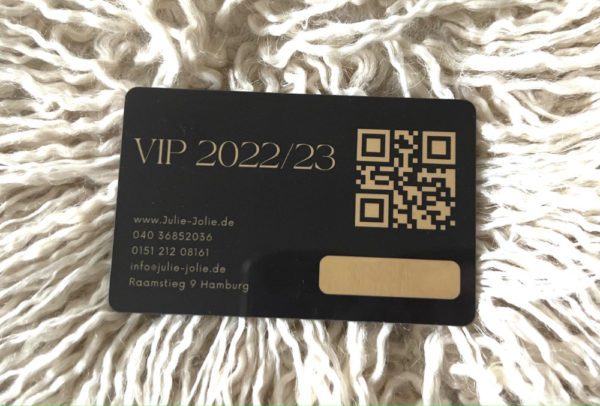 VIP 2022/23
www.Julie-Jolie.de
040 36852036
0151 212 08161
info@julie-jolie.de
Raamstieg 9 Hamburg